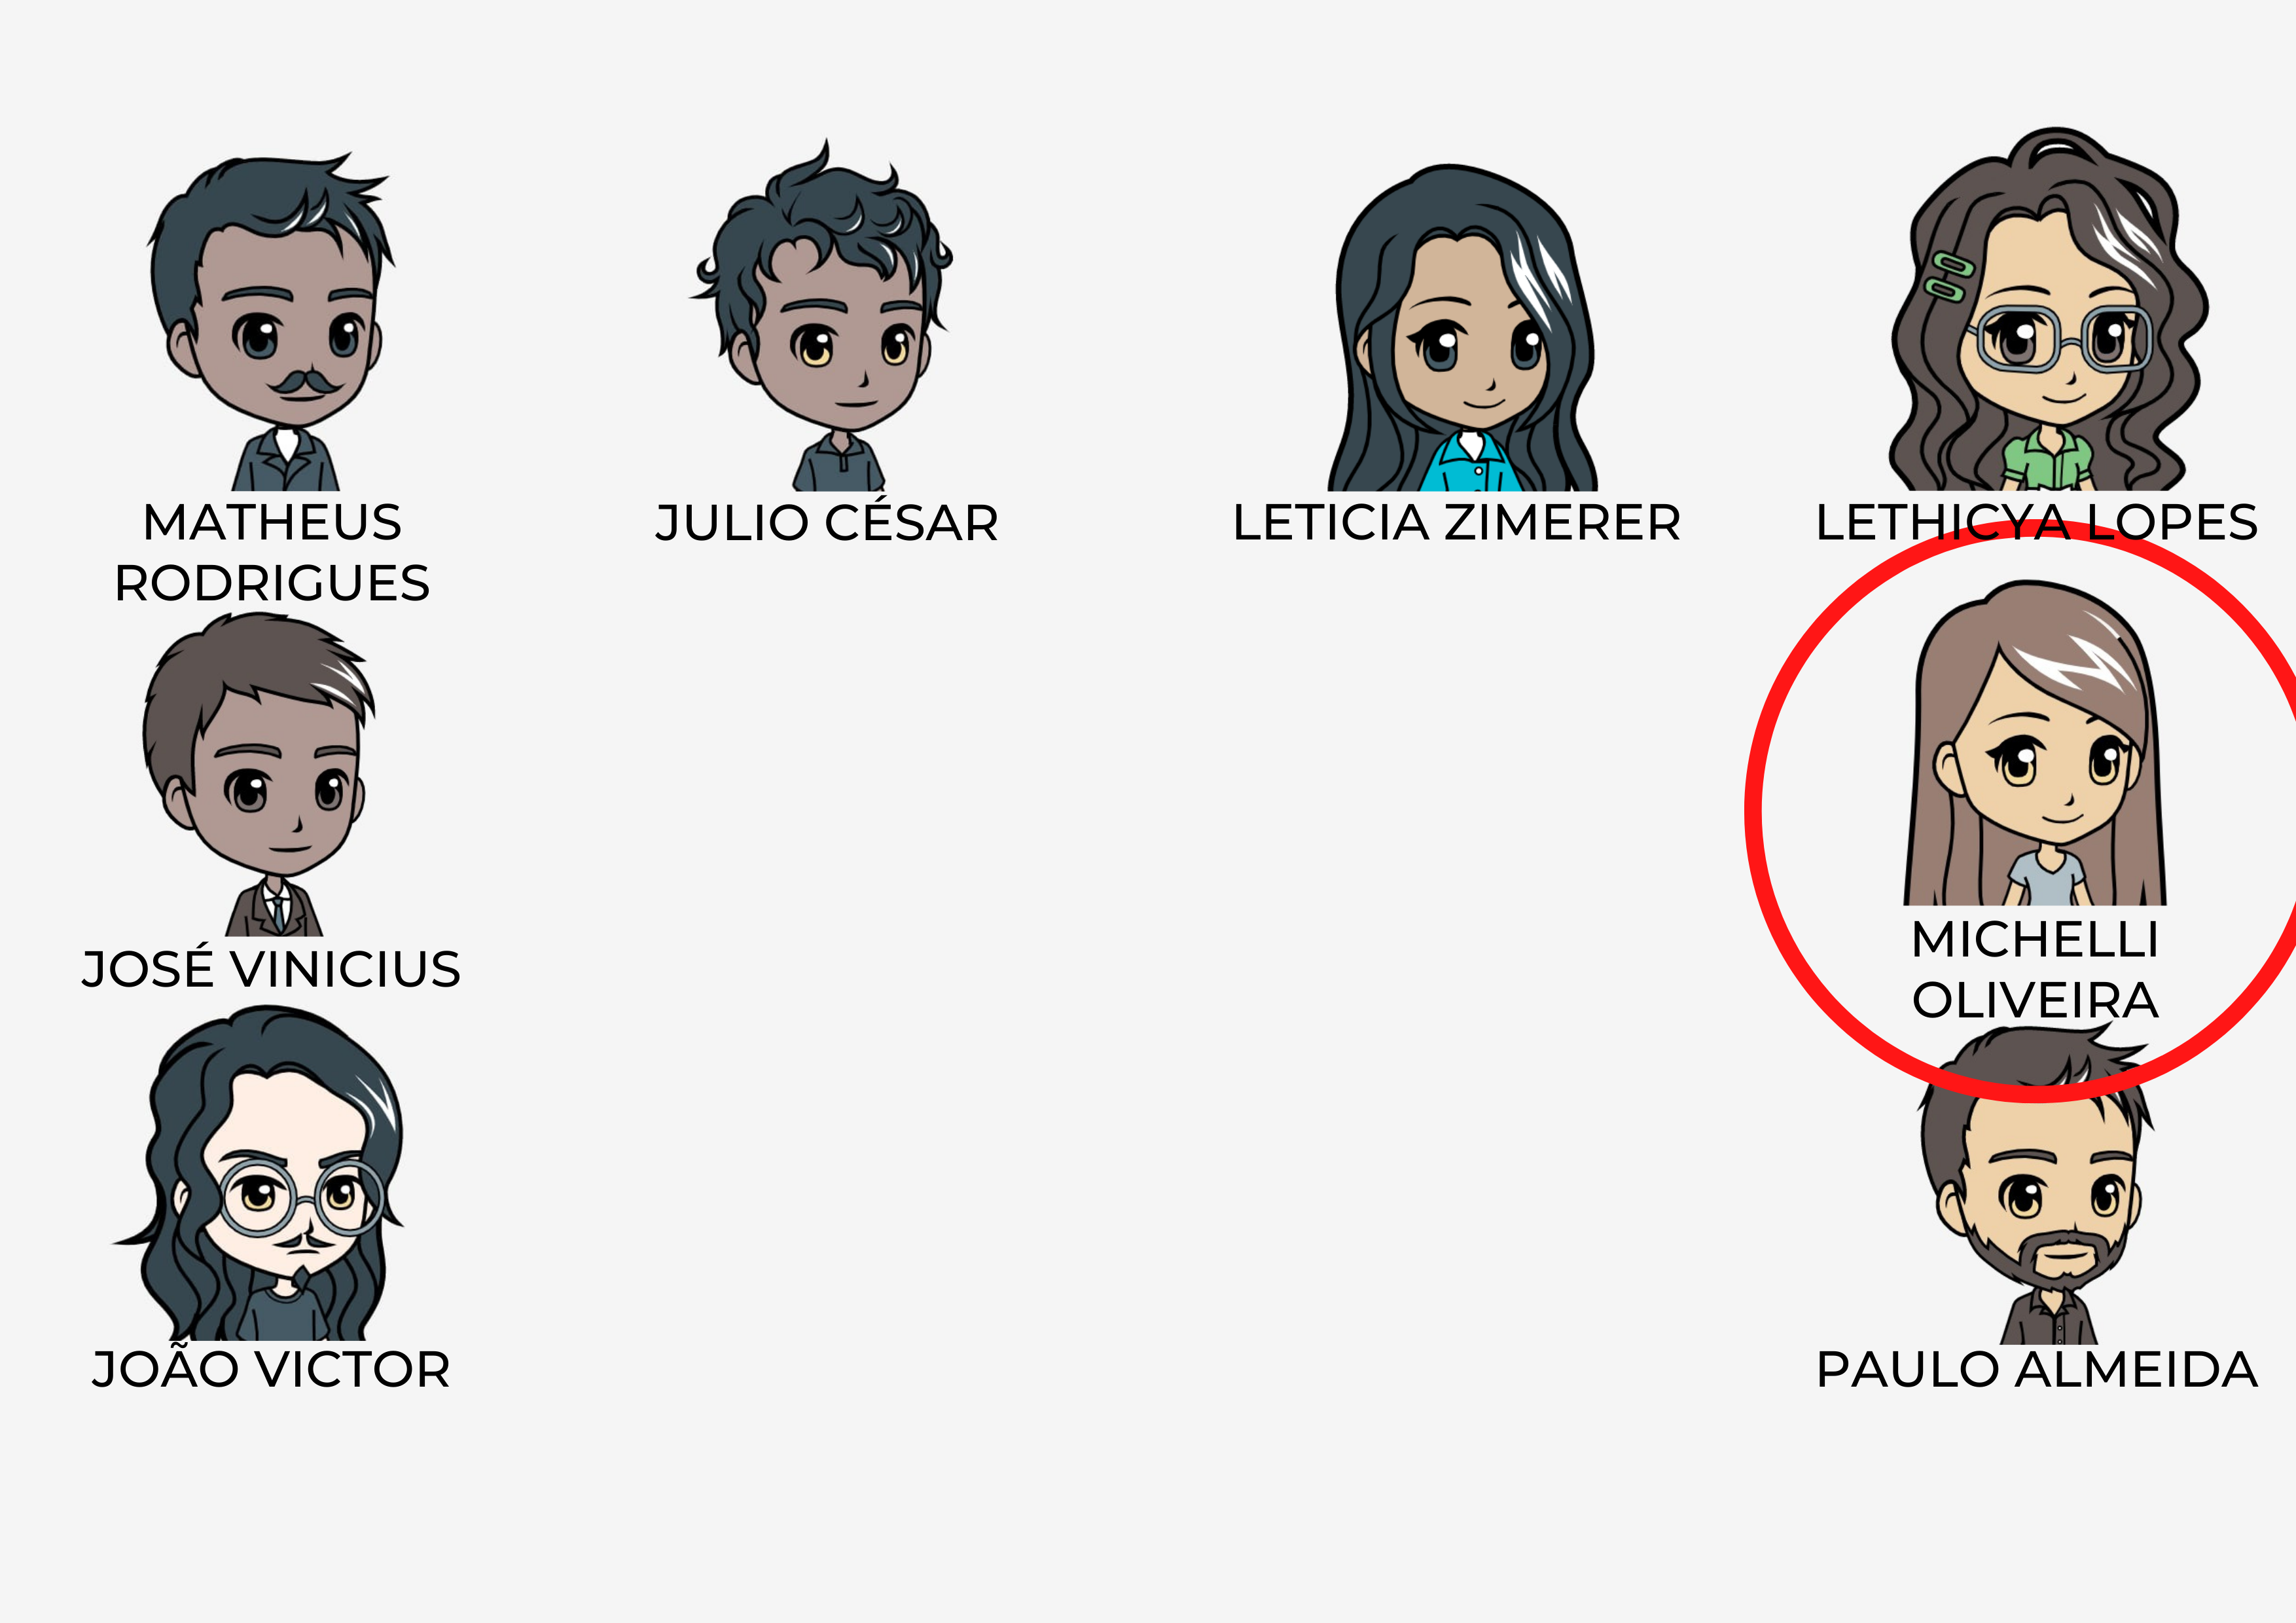 MATHEUS
RODRIGUES
JULIO CÉSAR
LETICIA ZIMERER
LETHICYA LOPES
JOSÉ VINICIUS
MICHELLI
OLIVEIRA
JOÃO VICTOR
PAULO ALMEIDA